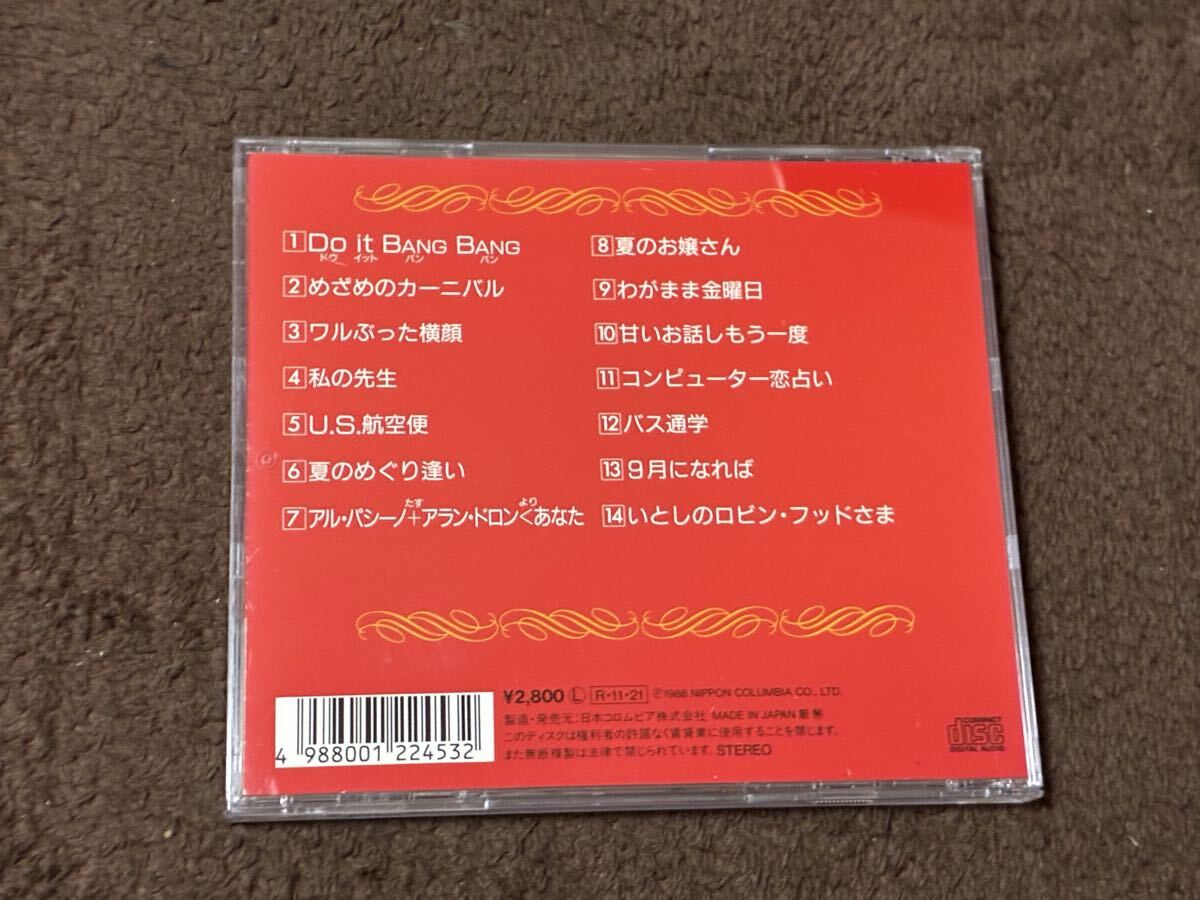 1 Do it BANG BANG
ドゥ イット バン バン
2 めざめのカーニバル
3 ワルぶった横顔
4 私の先生
5 U.S.航空便
6 夏のめぐり逢い
たす より
7 アル・パシーノ+アラン・ドロン<あなた
8 夏のお嬢さん
9 わがまま金曜日
10 甘いお話しもう一度
11 コンピューター恋占い
12 バス通学
13 9月になれば
14 いとしのロビン・フッドさま
¥2,800 Ⓛ R・11・21 ℗1988 NIPPON COLUMBIA CO., LTD.
製造・発売元:日本コロムビア株式会社 MADE IN JAPAN
このディスクは権利者の許諾なく賃貸業に使用することを禁じます。
また無断複製は法律で禁じられています。 STEREO
4 988001 224532
COMPACT
disc
DIGITAL AUDIO